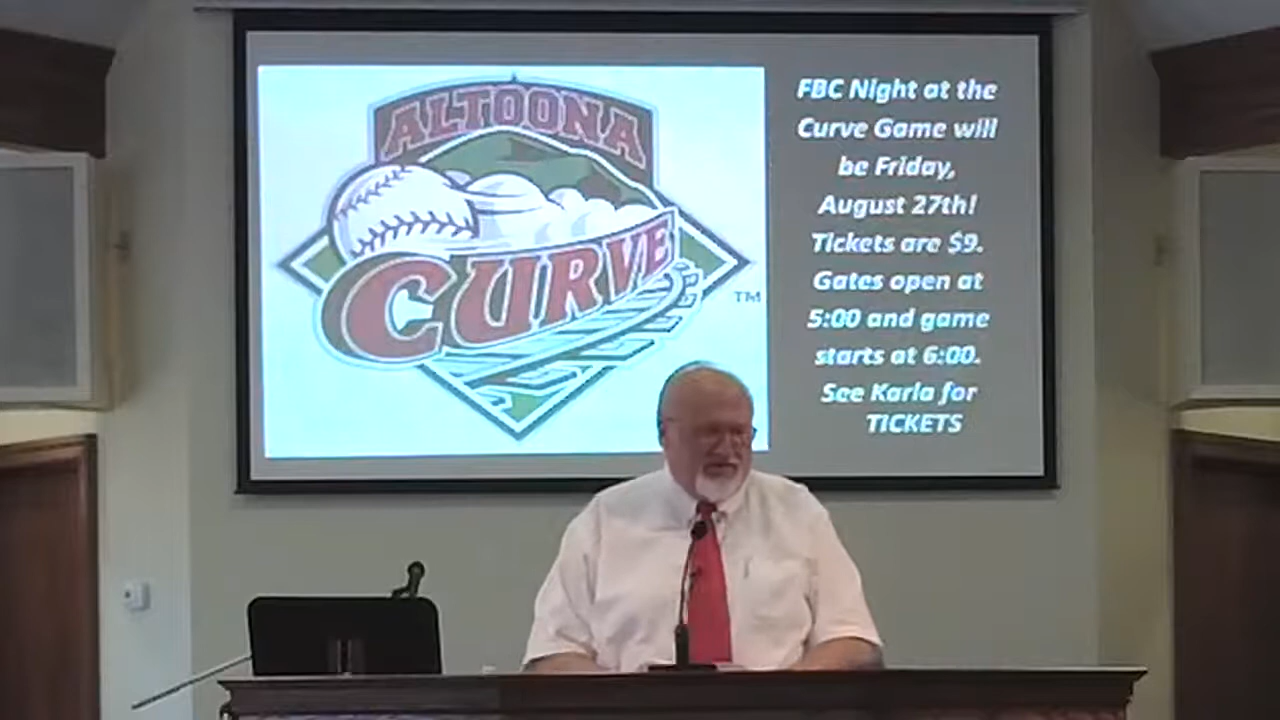 ALTOONA
CURVE
TM
FBC Night at the
Curve Game will
be Friday,
August 27th!
Tickets are $9.
Gates open at
5:00 and game
starts at 6:00.
See Karla for
TICKETS